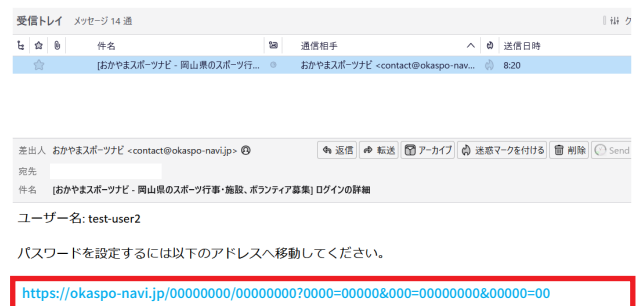 受信トレイ メッセージ 14 通
件名 通信相手 送信日時
[おかやまスポーツナビ - 岡山県のスポーツ行... おかやまスポーツナビ <contact@okaspo-nav... 8:20
差出人 おかやまスポーツナビ <contact@okaspo-navi.jp> 返信 転送 アーカイブ 迷惑マークを付ける 削除 Send
宛先
件名 [おかやまスポーツナビ - 岡山県のスポーツ行事・施設、ボランティア募集] ログインの詳細
ユーザー名: test-user2
パスワードを設定するには以下のアドレスへ移動してください。
https://okaspo-navi.jp/00000000/00000000?0000=00000&000=00000000&00000=00